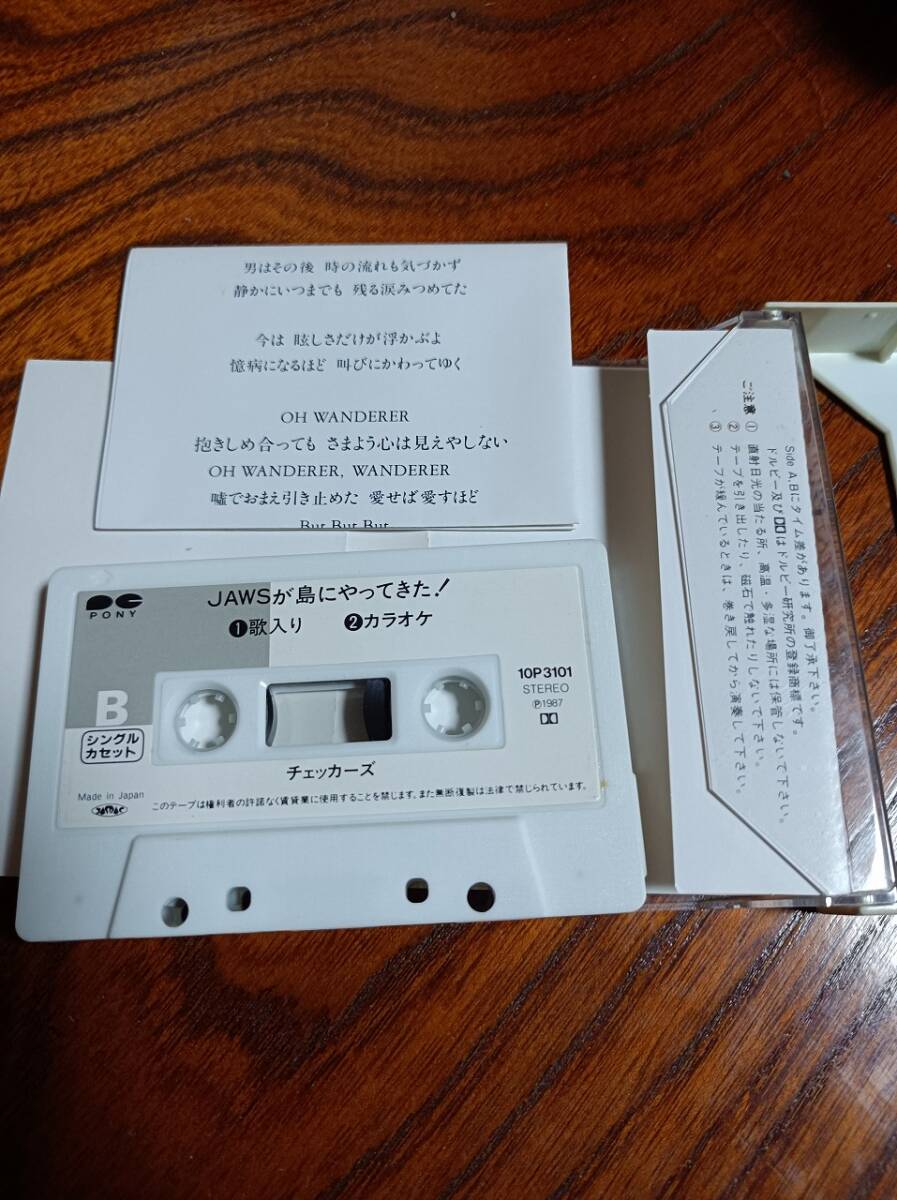 男はその後 時の流れも気づかず
静かにいつまでも 残る涙みつめてた
今は 眩しさだけが浮かぶよ
憶病になるほど 叫びにかわってゆく
OH WANDERER
抱きしめ合っても さまよう心は見えやしない
OH WANDERER, WANDERER
嘘でおまえ引き止めた 愛せば愛すほど
But But But
PONY
JAWSが島にやってきた!
❶歌入り ❷カラオケ
B
シングル
カセット
10P3101
STEREO
Ⓟ1987
チェッカーズ
Made in Japan
JASRAC
このテープは権利者の許諾なく賃貸業に使用することを禁じます。また無断複製は法律で禁じられています。
Side A,Bにタイム差があります。御了承下さい。
ドルビー及びはドルビー研究所の登録商標です。
ご注意 ① 直射日光の当たる所、高温・多湿な場所には保管しないで下さい。
② テープを引き出したり、磁石で触れたりしないで下さい。
③ テープが緩んでいるときは、巻き戻してから演奏して下さい。